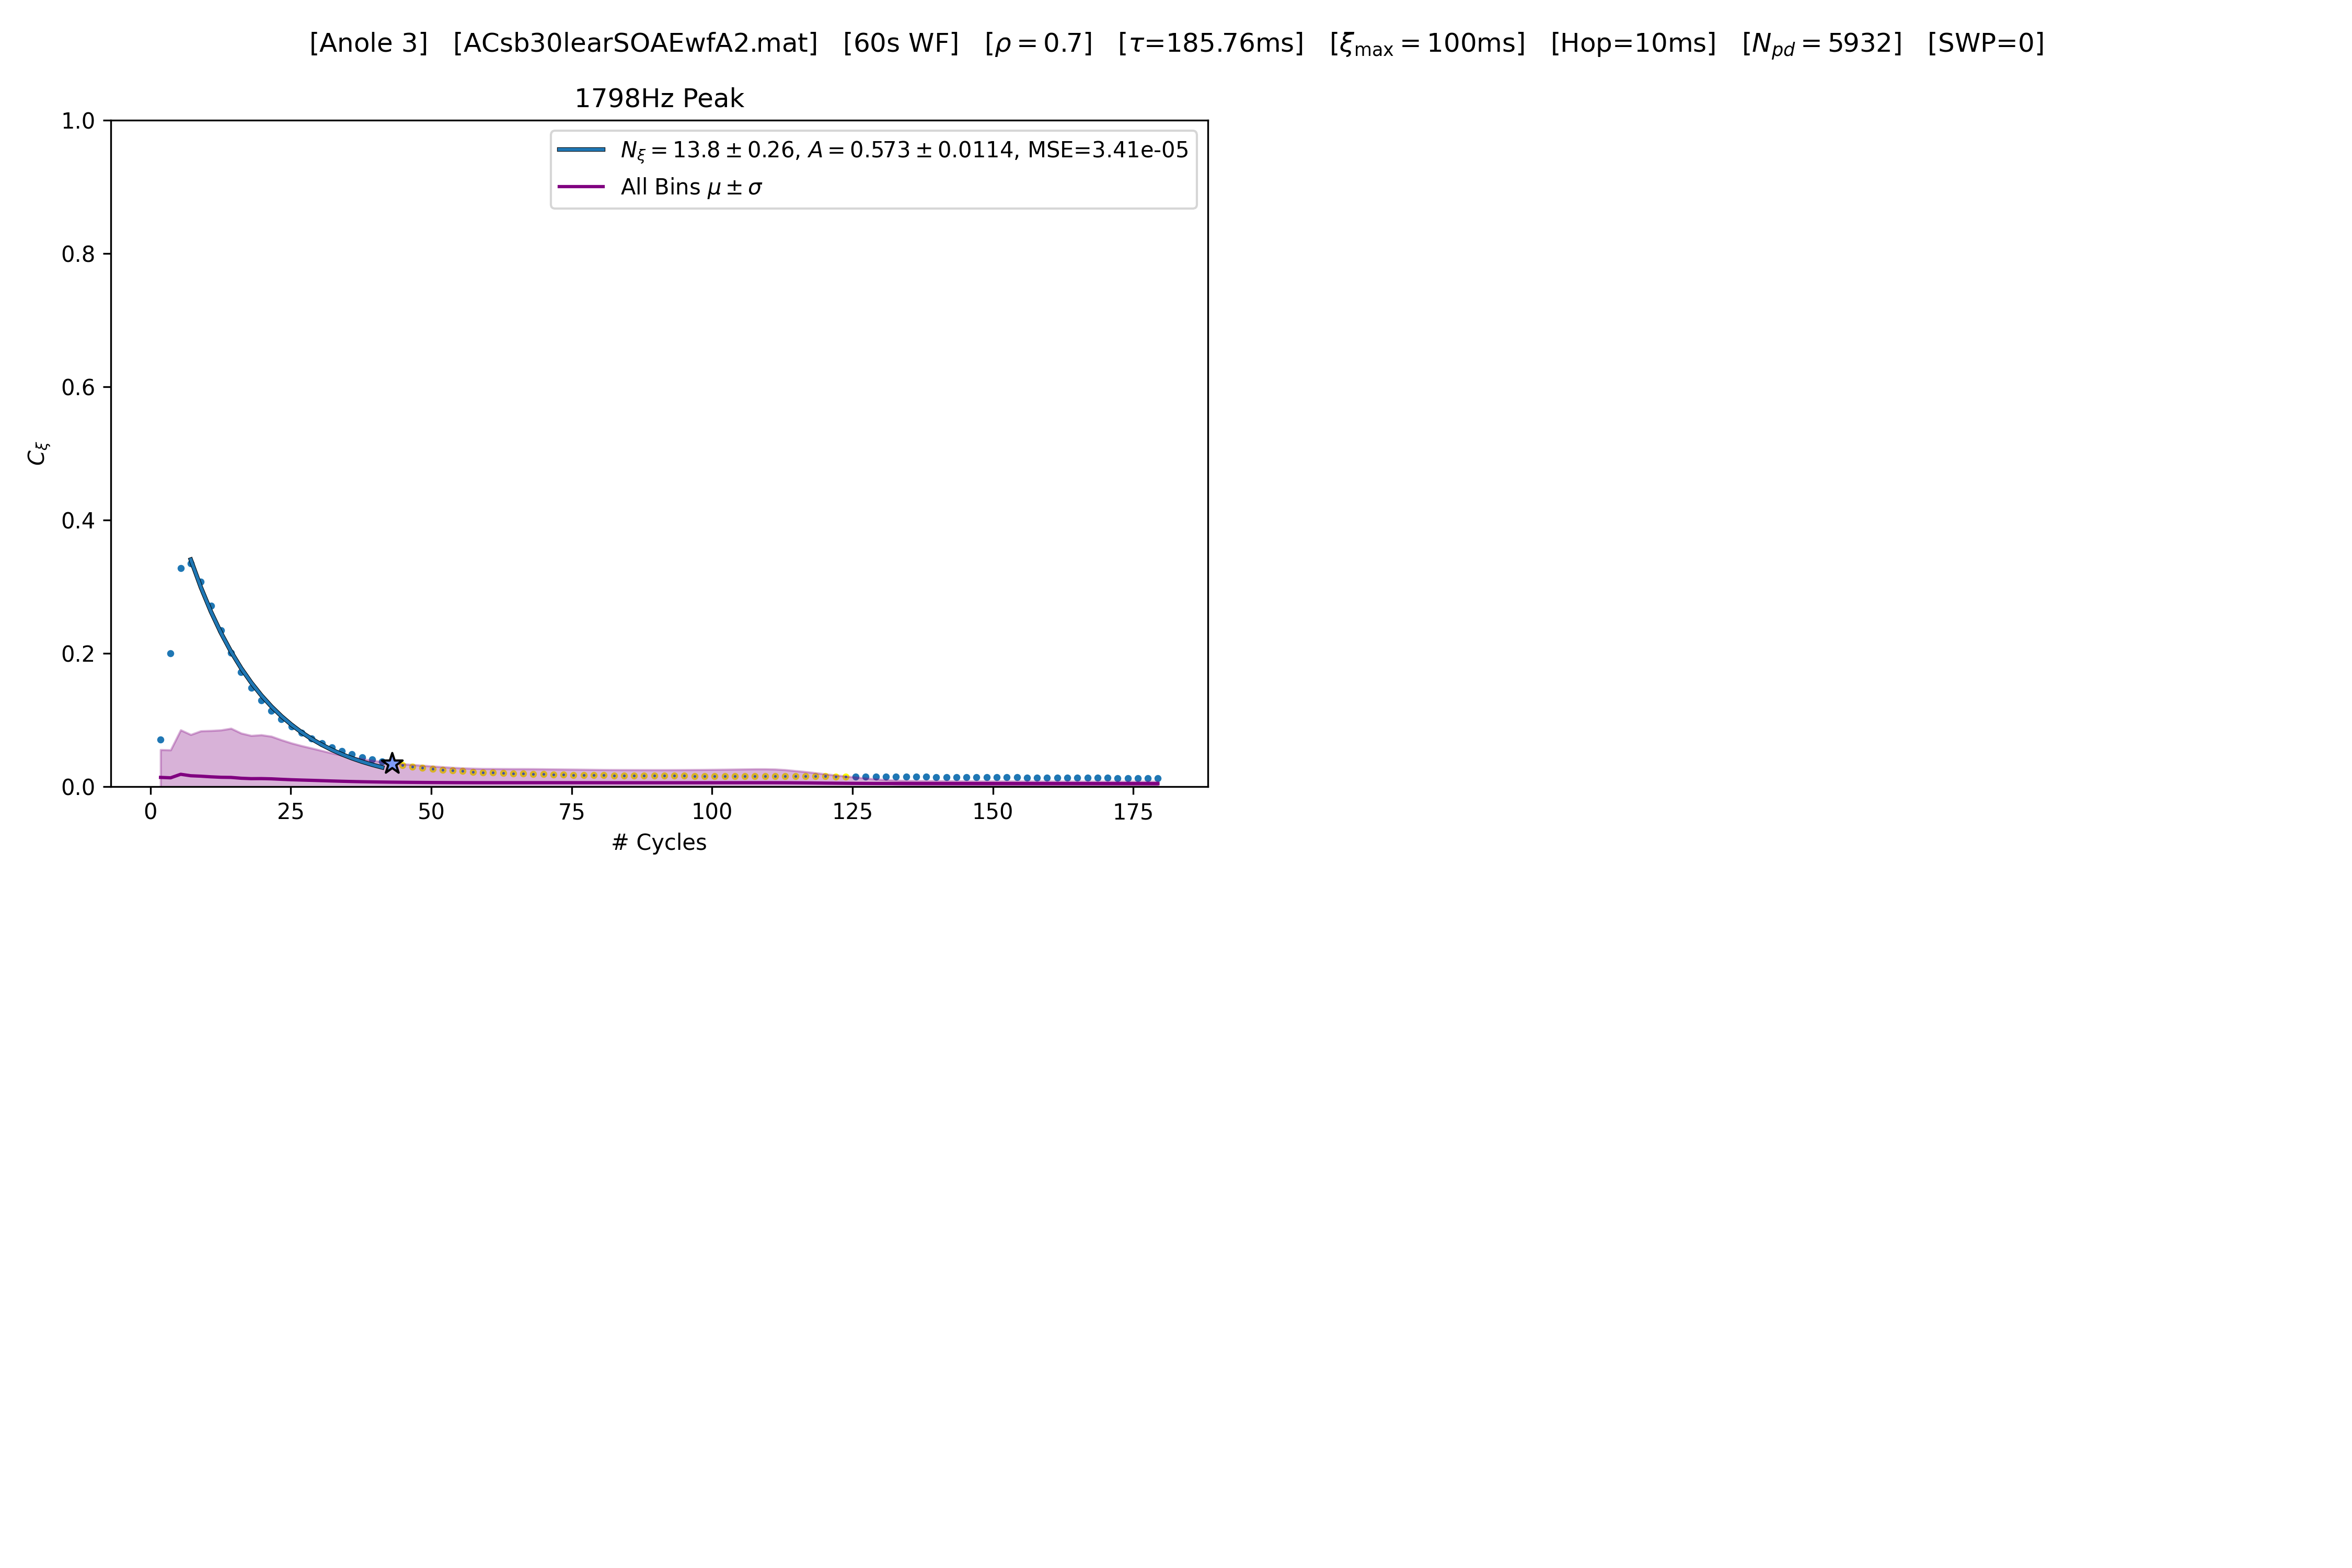 [Anole 3] [ACsb30learSOAEwfA2.mat] [60s WF] [ρ = 0.7] [τ=185.76ms] [ξmax = 100ms] [Hop=10ms] [Npd = 5932] [SWP=0]
1798Hz Peak
Nξ = 13.8 ± 0.26, A = 0.573 ± 0.0114, MSE=3.41e-05
All Bins μ ± σ
1.0
0.8
0.6
0.4
0.2
0.0
Cξ
0 25 50 75 100 125 150 175
# Cycles